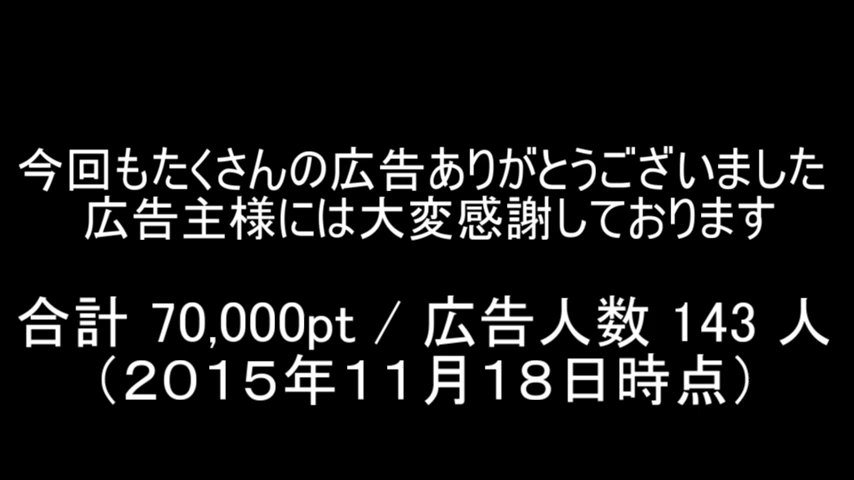 今回もたくさんの広告ありがとうございました
広告主様には大変感謝しております
合計 70,000pt / 広告人数 143 人
（２０１５年１１月１８日時点）